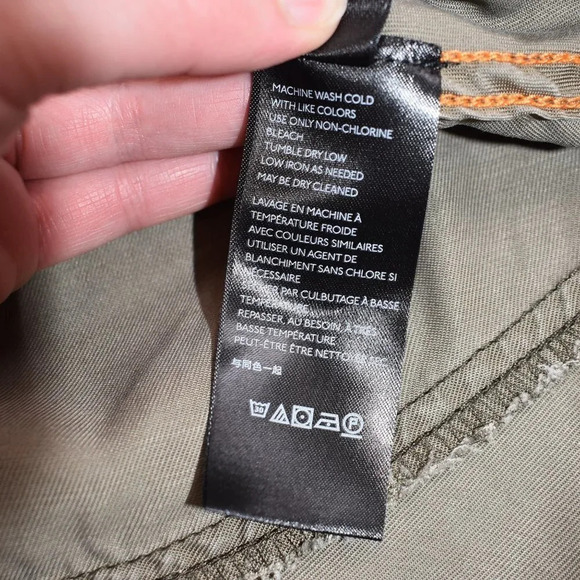 MACHINE WASH COLD
WITH LIKE COLORS
USE ONLY NON-CHLORINE
BLEACH
TUMBLE DRY LOW
LOW IRON AS NEEDED
MAY BE DRY CLEANED
LAVAGE EN MACHINE À
TEMPÉRATURE FROIDE
AVEC COULEURS SIMILAIRES
UTILISER UN AGENT DE
BLANCHIMENT SANS CHLORE SI
NÉCESSAIRE
PAR CULBUTAGE À BASSE
TEMPÉRATURE
REPASSER, AU BESOIN, À TRÈS
BASSE TEMPÉRATURE
PEUT-ÊTRE ÊTRE
与同色一起
30
F